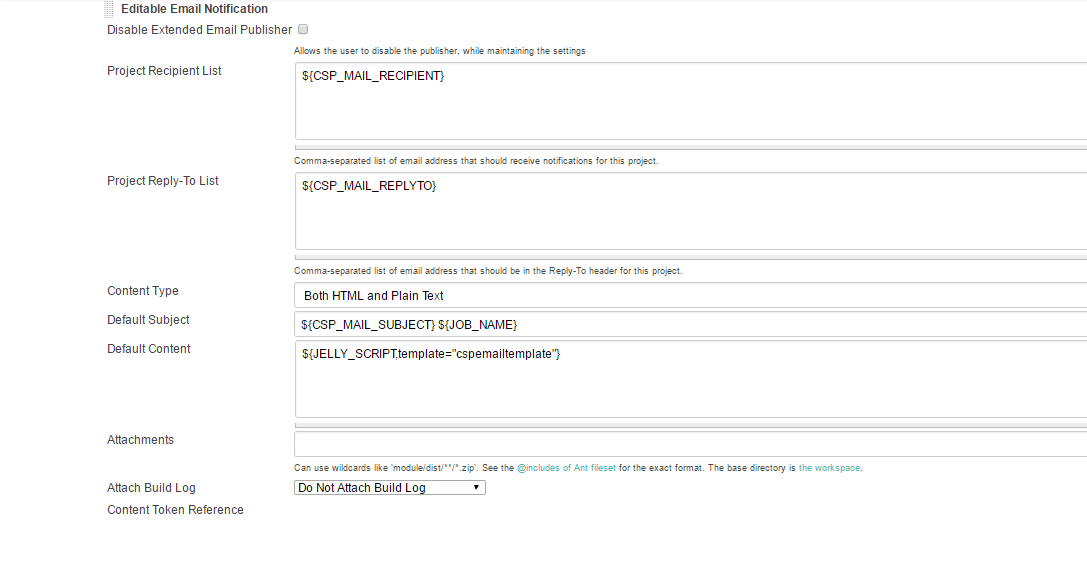 Editable Email Notification
Disable Extended Email Publisher
Allows the user to disable the publisher, while maintaining the settings
Project Recipient List
${CSP_MAIL_RECIPIENT}
Comma-separated list of email address that should receive notifications for this project.
Project Reply-To List
${CSP_MAIL_REPLYTO}
Comma-separated list of email address that should be in the Reply-To header for this project.
Content Type
Both HTML and Plain Text
Default Subject
${CSP_MAIL_SUBJECT} ${JOB_NAME}
Default Content
${JELLY_SCRIPT,template="cspemailtemplate"}
Attachments
Can use wildcards like 'module/dist/**/*.zip'. See the @includes of Ant fileset for the exact format. The base directory is the workspace.
Attach Build Log
Do Not Attach Build Log
Content Token Reference